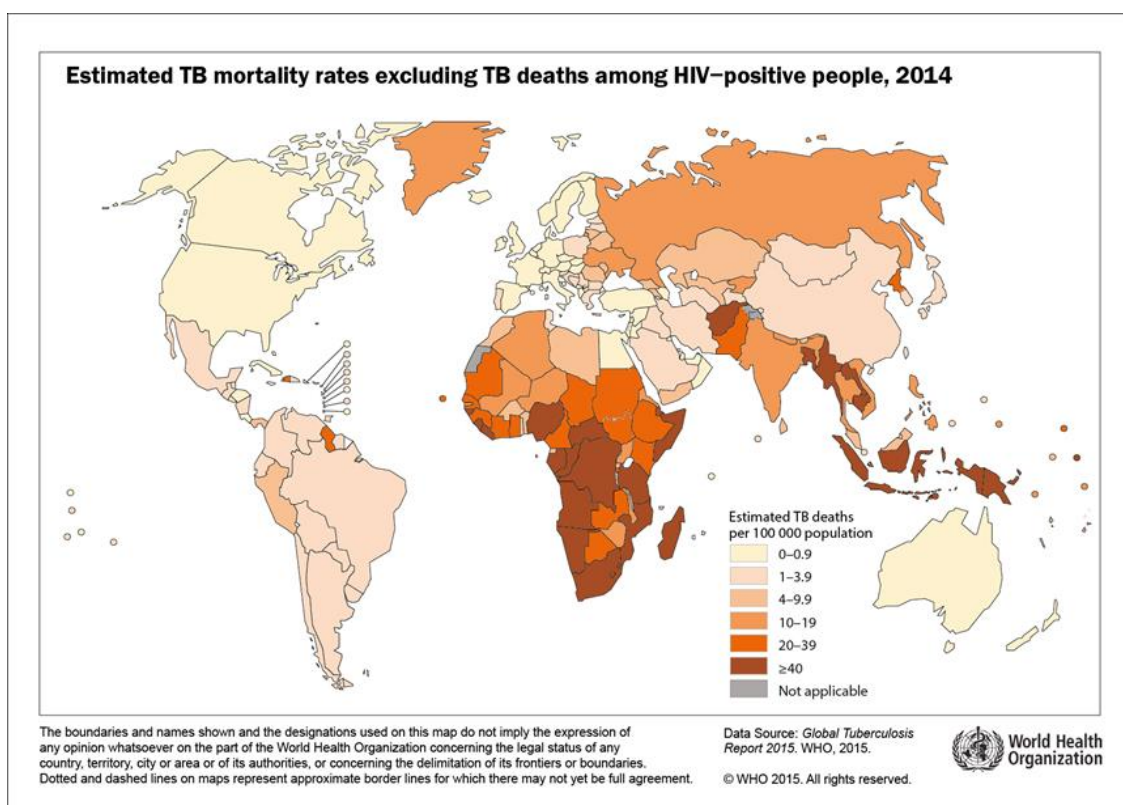 Estimated TB mortality rates excluding TB deaths among HIV−positive people, 2014
Estimated TB deaths
per 100 000 population
0–0.9
1–3.9
4–9.9
10–19
20–39
≥40
Not applicable
The boundaries and names shown and the designations used on this map do not imply the expression of
any opinion whatsoever on the part of the World Health Organization concerning the legal status of any
country, territory, city or area or of its authorities, or concerning the delimitation of its frontiers or boundaries.
Dotted and dashed lines on maps represent approximate border lines for which there may not yet be full agreement.
Data Source: Global Tuberculosis
Report 2015. WHO, 2015.
© WHO 2015. All rights reserved.
World Health
Organization